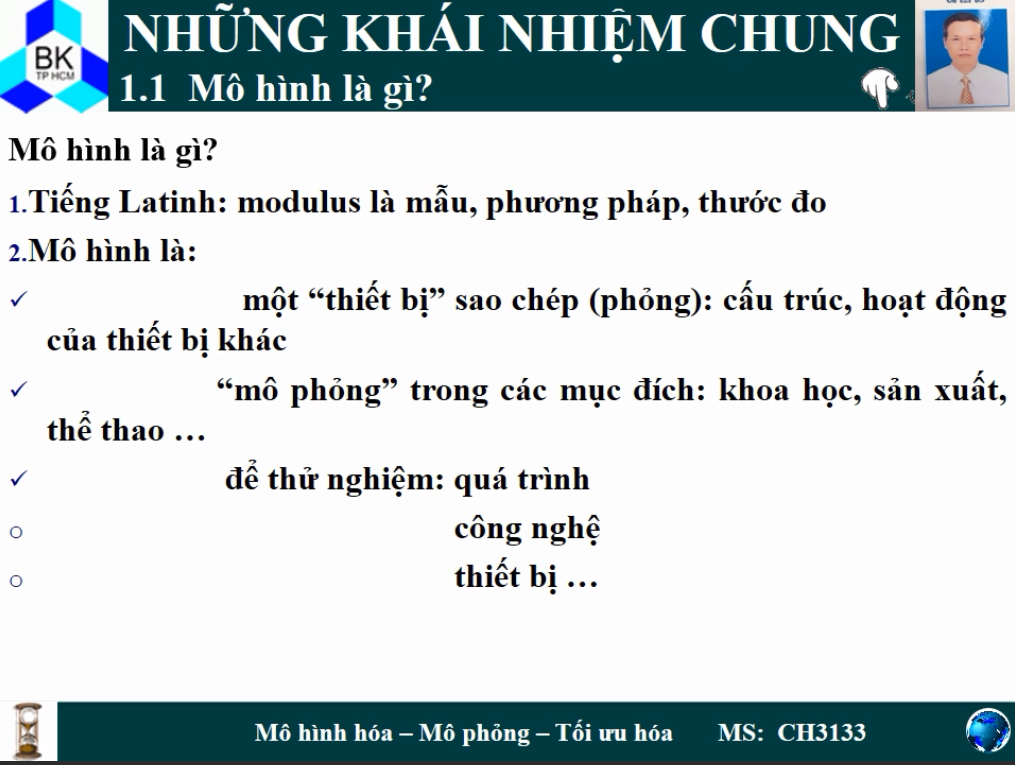 NHỮNG KHÁI NHIỆM CHUNG
BK
TP HCM
1.1 Mô hình là gì?
Mô hình là gì?
1.Tiếng Latinh: modulus là mẫu, phương pháp, thước đo
2.Mô hình là:
✓ một “thiết bị” sao chép (phỏng): cấu trúc, hoạt động
của thiết bị khác
✓ “mô phỏng” trong các mục đích: khoa học, sản xuất,
thể thao …
✓ để thử nghiệm: quá trình
○ công nghệ
○ thiết bị …
Mô hình hóa – Mô phỏng – Tối ưu hóa MS: CH3133